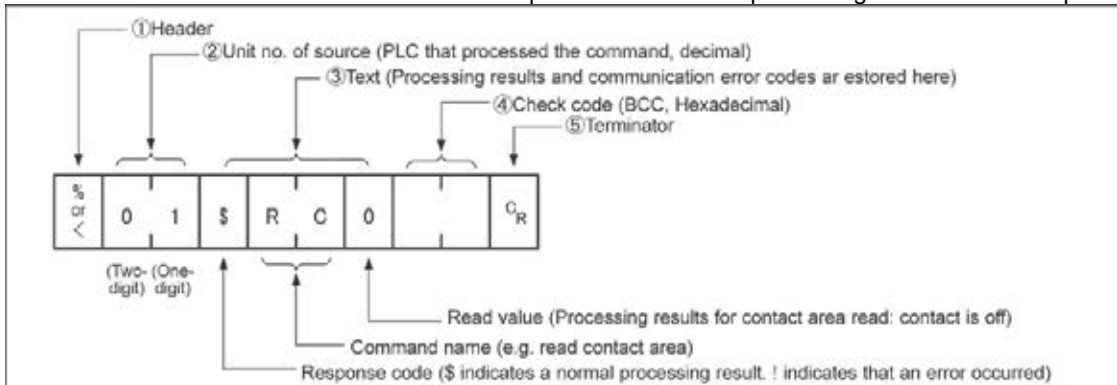 ①Header
②Unit no. of source (PLC that processed the command, decimal)
③Text (Processing results and communication error codes ar estored here)
④Check code (BCC, Hexadecimal)
⑤Terminator
% or < 0 1 $ R C 0 CR
(Two- (One-
digit) digit)
Read value (Processing results for contact area read: contact is off)
Command name (e.g. read contact area)
Response code ($ indicates a normal processing result. ! indicates that an error occurred)